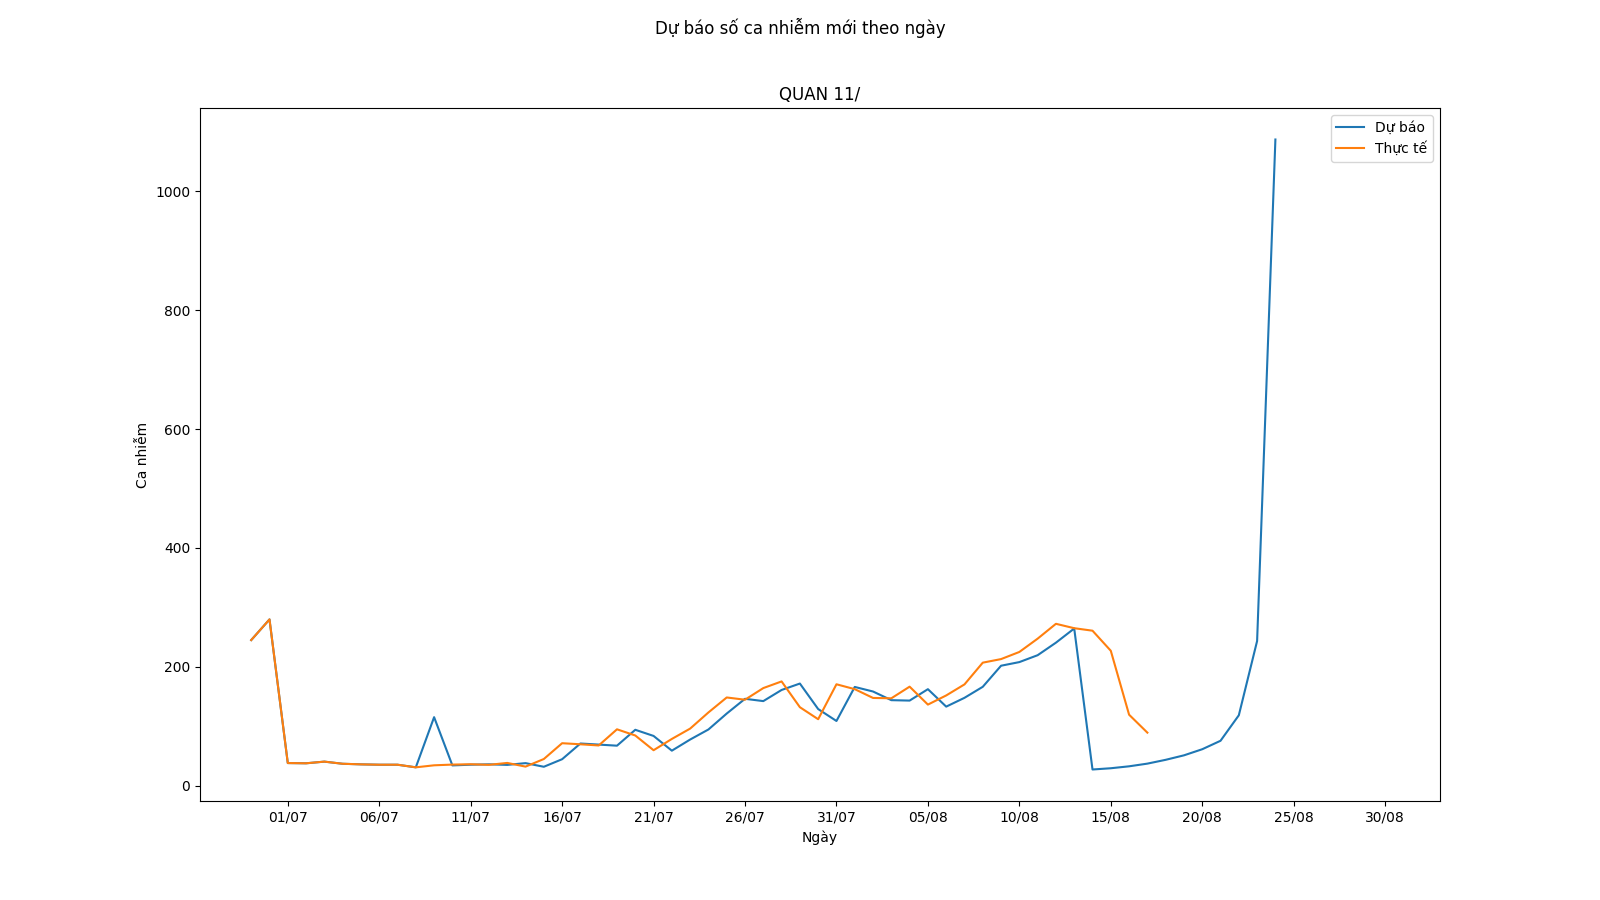 Dự báo số ca nhiễm mới theo ngày
QUAN 11/
Dự báo
Thực tế
1000
800
600
400
200
0
Ca nhiễm
01/07 06/07 11/07 16/07 21/07 26/07 31/07 05/08 10/08 15/08 20/08 25/08 30/08
Ngày